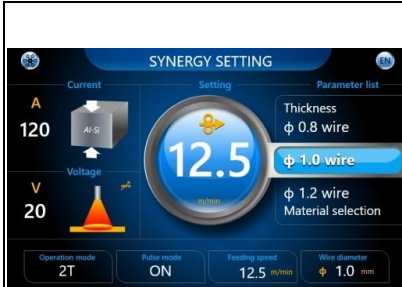 SYNERGY SETTING
EN
Current
Setting
Parameter list
A
120
Al-Si
Voltage
V
20
12.5
m/min
Thickness
ϕ 0.8 wire
ϕ 1.0 wire
ϕ 1.2 wire
Material selection
Operation mode
2T
Pulse mode
ON
Feeding speed
12.5 m/min
Wire diameter
ϕ 1.0 mm